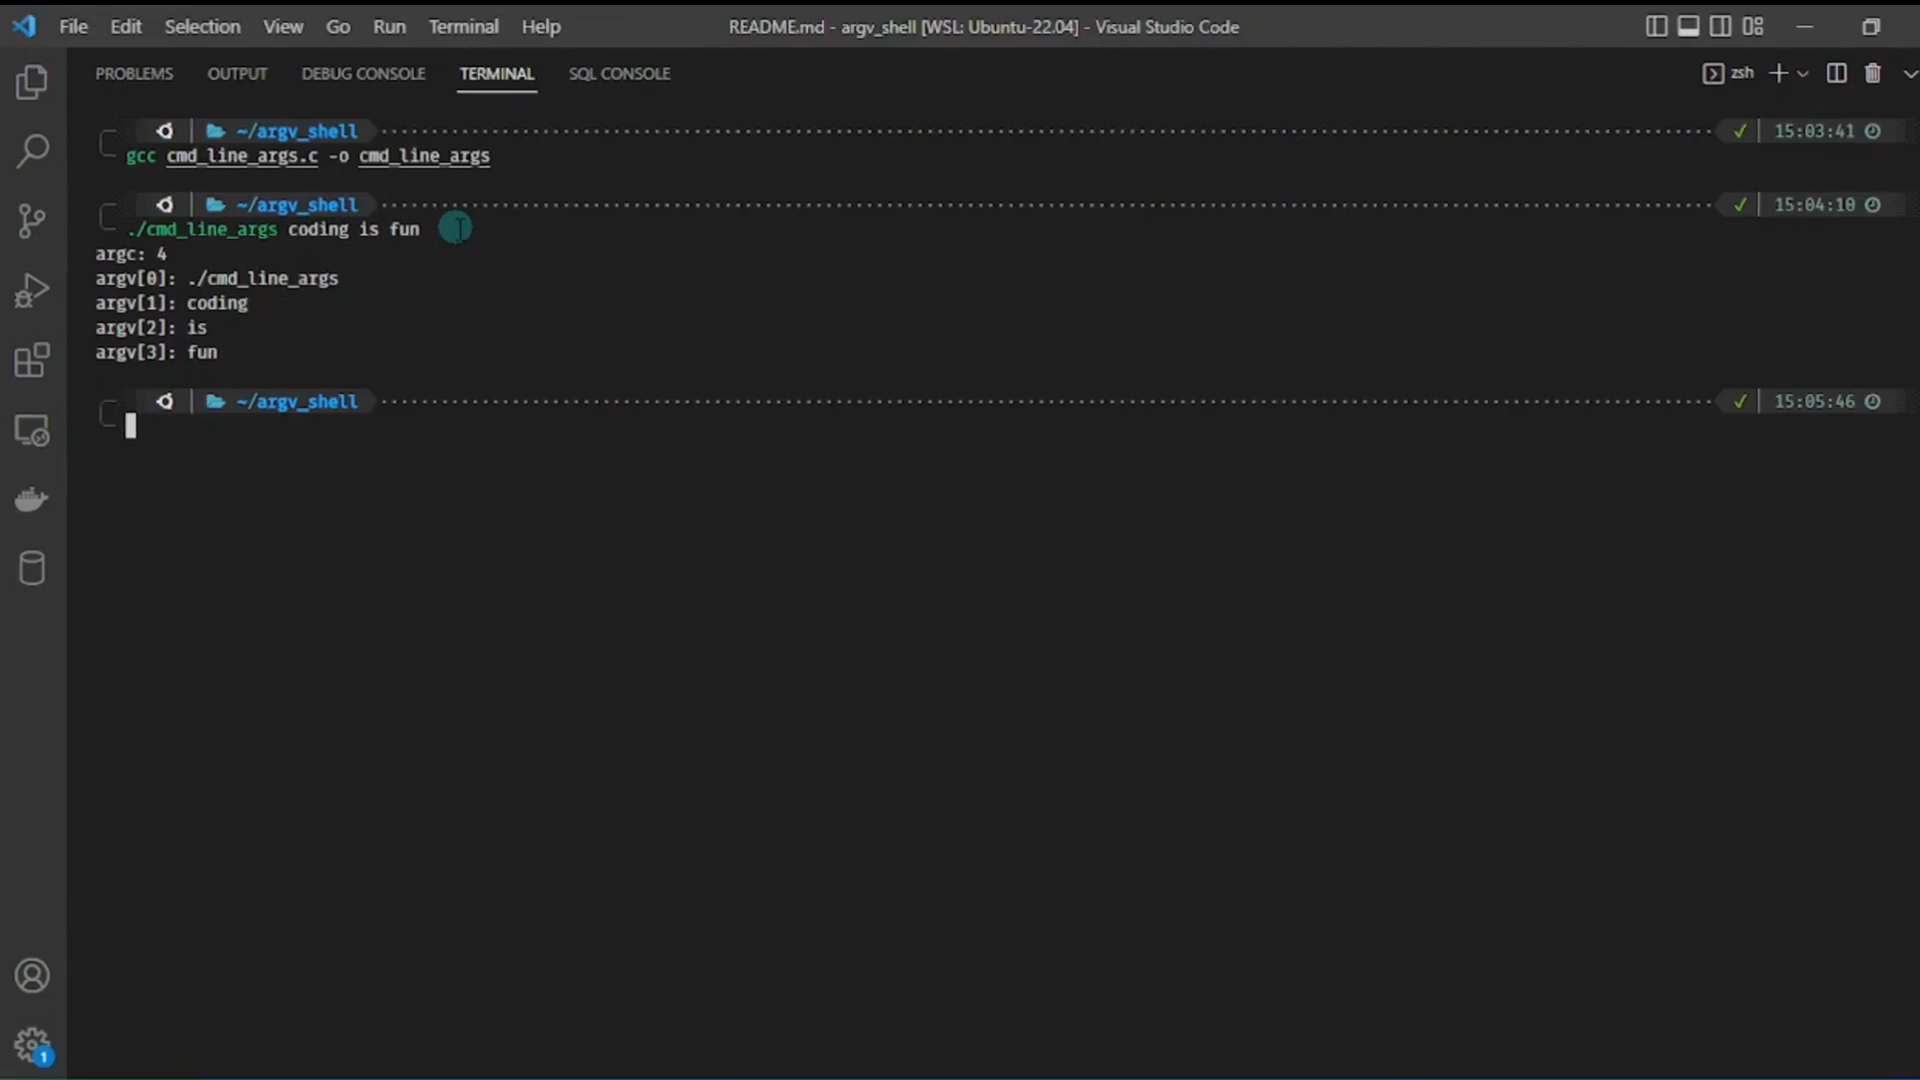 File Edit Selection View Go Run Terminal Help README.md - argv_shell [WSL: Ubuntu-22.04] - Visual Studio Code
PROBLEMS OUTPUT DEBUG CONSOLE TERMINAL SQL CONSOLE zsh
~/argv_shell ✓ 15:03:41
gcc cmd_line_args.c -o cmd_line_args
~/argv_shell ✓ 15:04:10
./cmd_line_args coding is fun
argc: 4
argv[0]: ./cmd_line_args
argv[1]: coding
argv[2]: is
argv[3]: fun
~/argv_shell ✓ 15:05:46
1